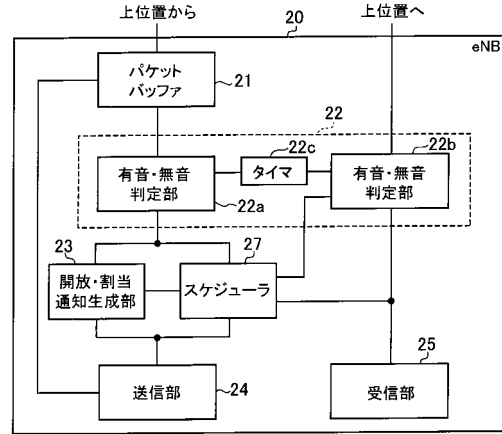 上位置から
上位置へ
20
eNB
パケット
バッファ
21
22
22c
22b
有音・無音
判定部
タイマ
有音・無音
判定部
22a
23
27
開放・割当
通知生成部
スケジューラ
25
送信部
24
受信部